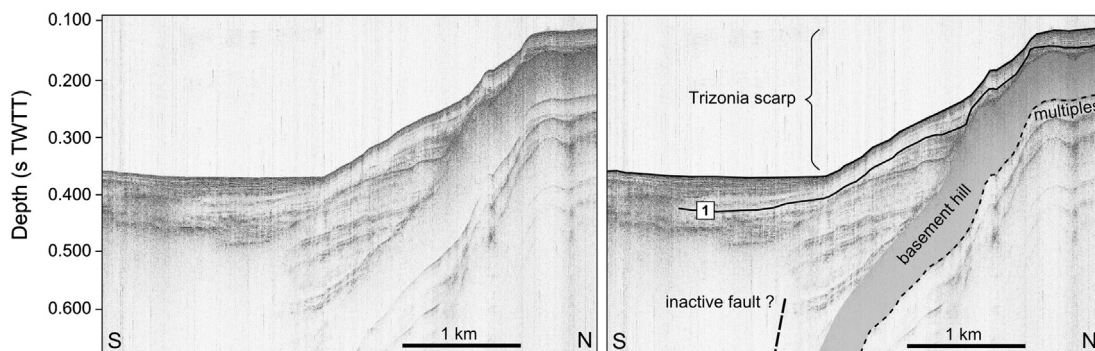 0.100
0.200
0.300
0.400
0.500
0.600
Depth (s TWTT)
S
1 km
N
Trizonia scarp
multiples
1
basement hill
inactive fault ?
S
1 km
N